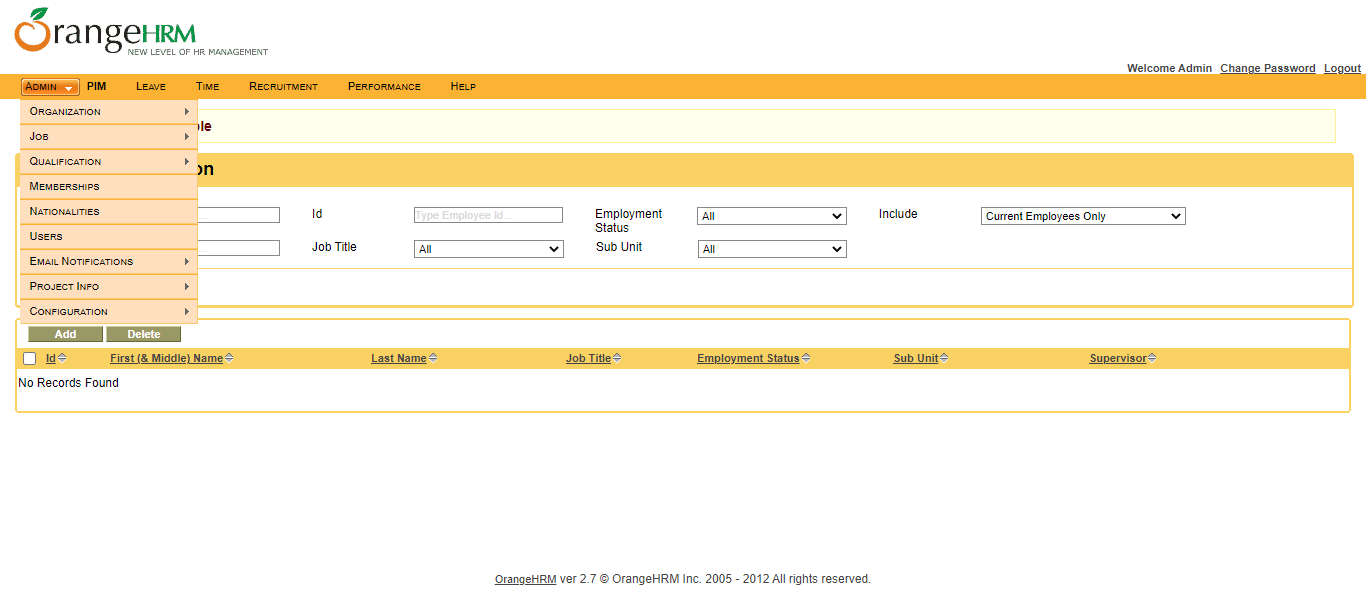 OrangeHRM
NEW LEVEL OF HR MANAGEMENT
Welcome Admin Change Password Logout
ADMIN PIM LEAVE TIME RECRUITMENT PERFORMANCE HELP
ORGANIZATION
JOB
QUALIFICATION
MEMBERSHIPS
NATIONALITIES
USERS
EMAIL NOTIFICATIONS
PROJECT INFO
CONFIGURATION
Id Type Employee Id... Employment Status All Include Current Employees Only
Job Title All Sub Unit All
Add Delete
Id First (& Middle) Name Last Name Job Title Employment Status Sub Unit Supervisor
No Records Found
OrangeHRM ver 2.7 © OrangeHRM Inc. 2005 - 2012 All rights reserved.